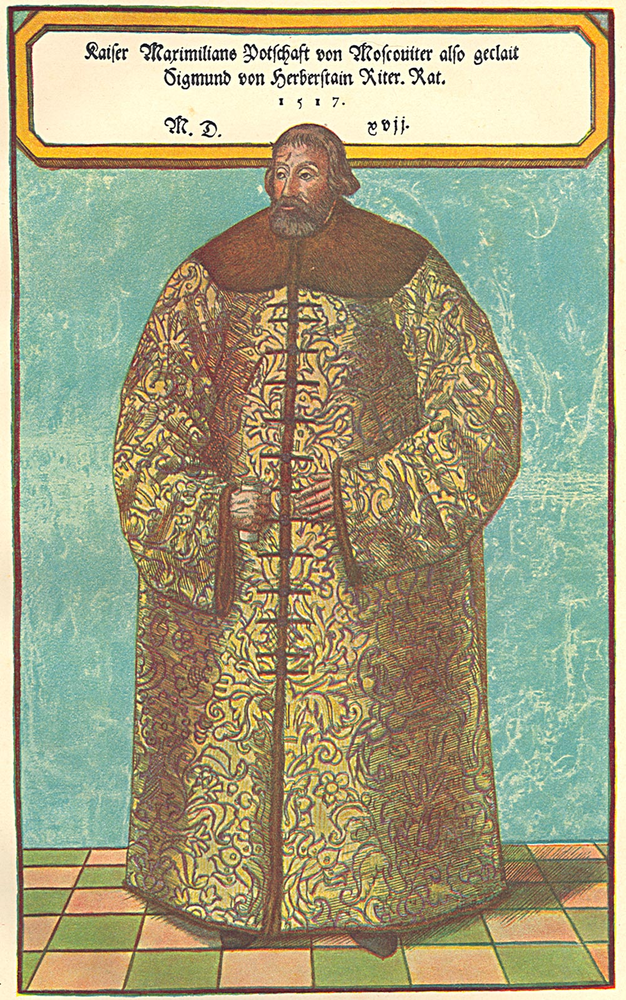 Kaiser Maximilians Potschaft von Moscouiter also geclait
Sigmund von Herberstain Riter. Rat.
1517.
M. D. xvij.